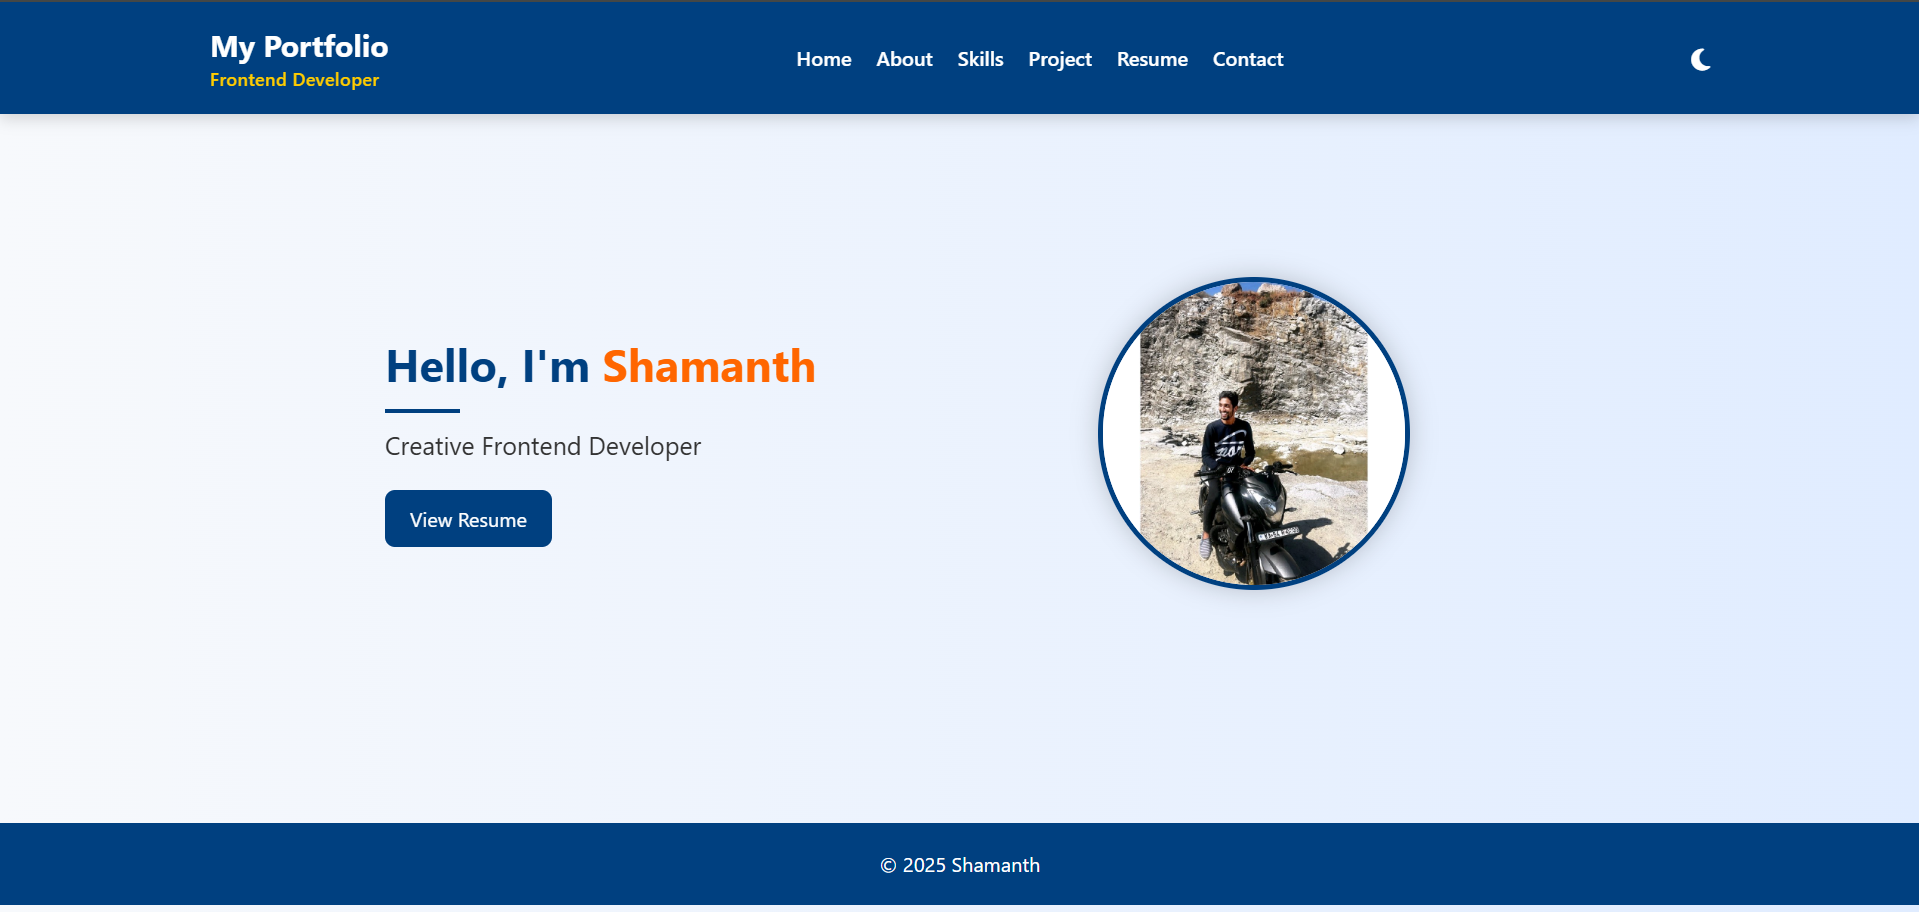 My Portfolio
Frontend Developer
Home About Skills Project Resume Contact
Hello, I'm Shamanth
Creative Frontend Developer
View Resume
© 2025 Shamanth